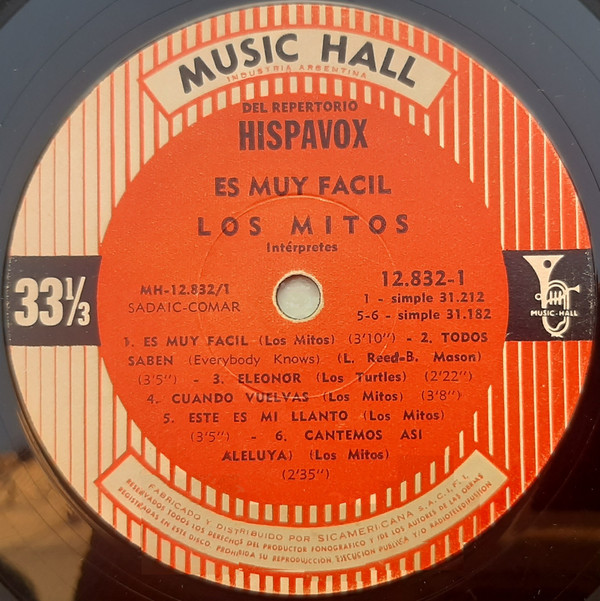 MUSIC HALL
INDUSTRIA ARGENTINA
DEL REPERTORIO
HISPAVOX
ES MUY FACIL
LOS MITOS
Intérpretes
33⅓
MH-12.832/1
SADAIC-COMAR
12.832-1
1 - simple 31.212
5-6 - simple 31.182
MUSIC-HALL
1. ES MUY FACIL (Los Mitos) (3'10") - 2. TODOS
SABEN (Everybody Knows) (L. Reed-B. Mason)
(3'5") - 3. ELEONOR (Los Turtles) (2'22")
4. CUANDO VUELVAS (Los Mitos) (3'8")
5. ESTE ES MI LLANTO (Los Mitos)
(3'5") - 6. CANTEMOS ASI
ALELUYA) (Los Mitos)
(2'35")
FABRICADO Y DISTRIBUIDO POR SICAMERICANA S.A.C.I.F.I.
RESERVADOS TODOS LOS DERECHOS DEL PRODUCTOR FONOGRAFICO Y DE LOS AUTORES DE LAS OBRAS
REGISTRADAS EN ESTE DISCO. PROHIBIDA SU REPRODUCCION, EJECUCION PUBLICA Y/O RADIOTELEDIFUSION